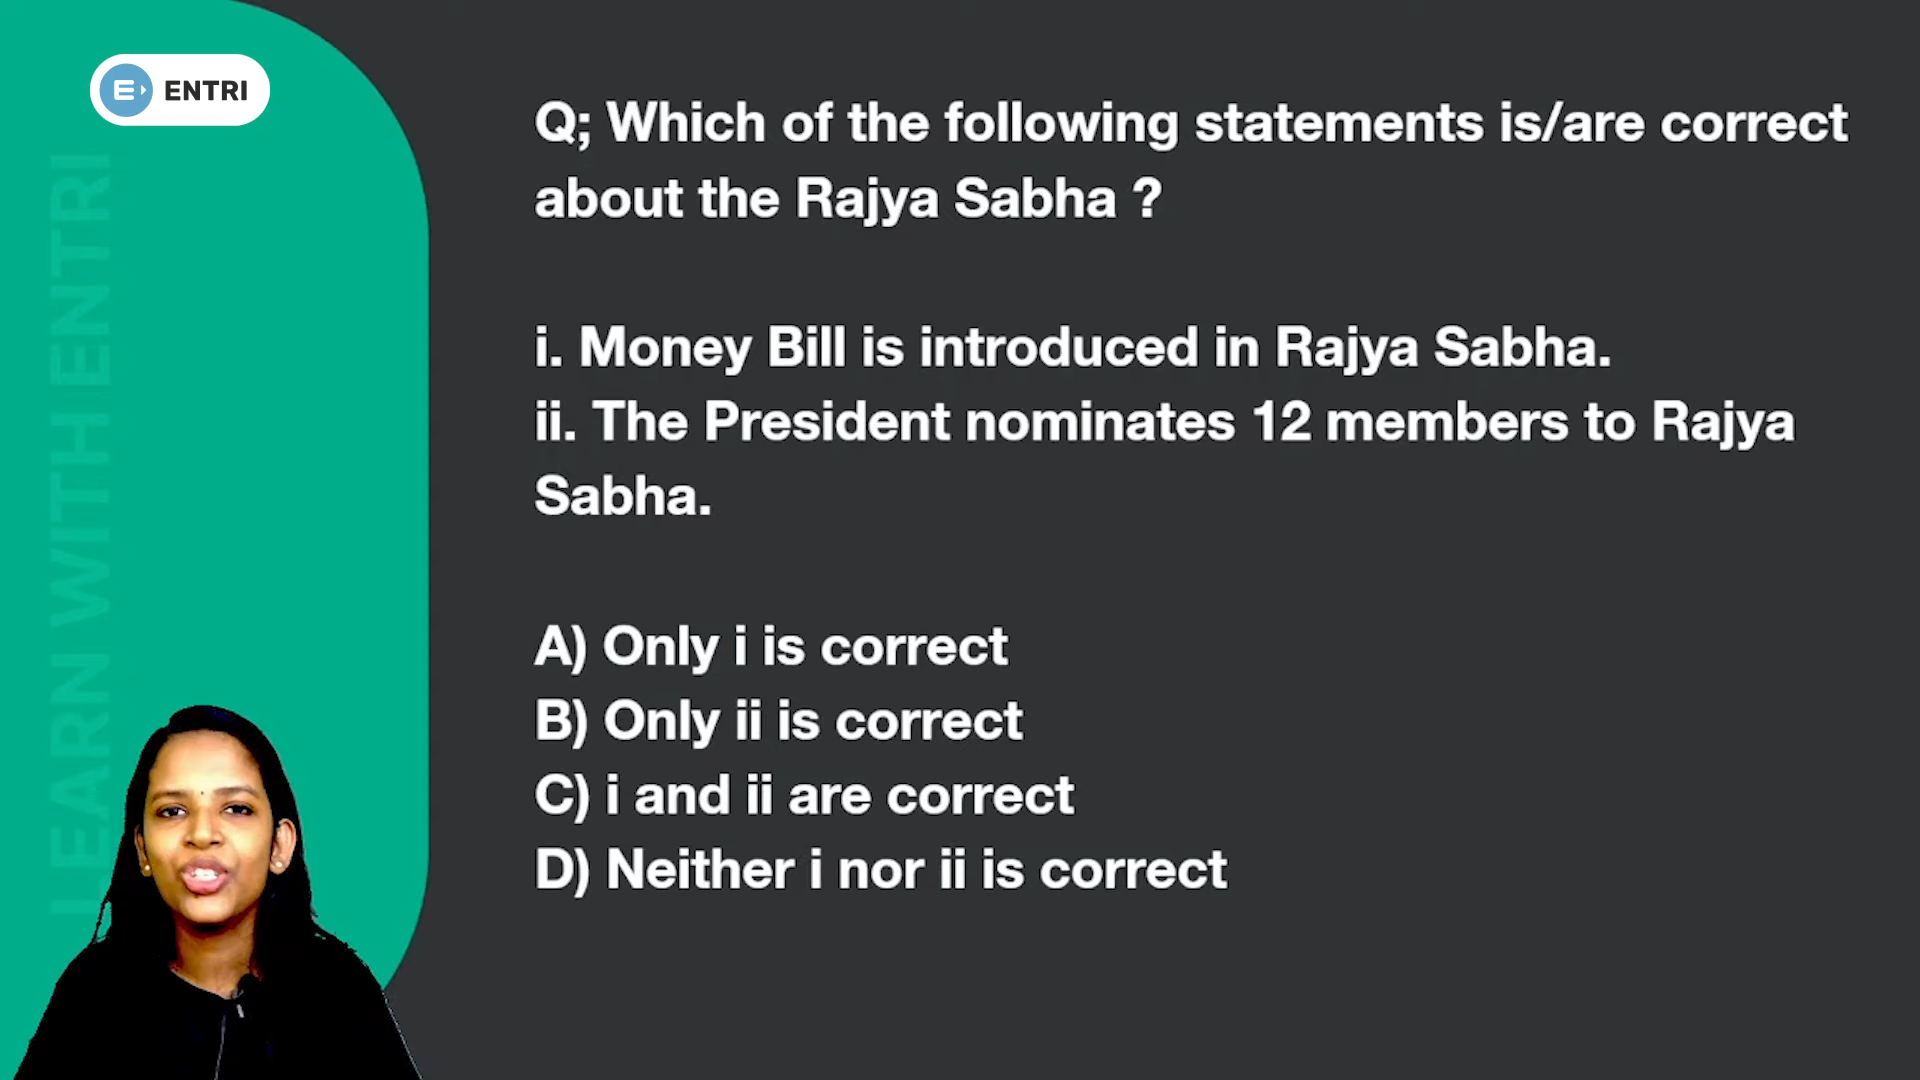 ENTRI
LEARN WITH ENTRI
Q; Which of the following statements is/are correct
about the Rajya Sabha ?
i. Money Bill is introduced in Rajya Sabha.
ii. The President nominates 12 members to Rajya
Sabha.
A) Only i is correct
B) Only ii is correct
C) i and ii are correct
D) Neither i nor ii is correct